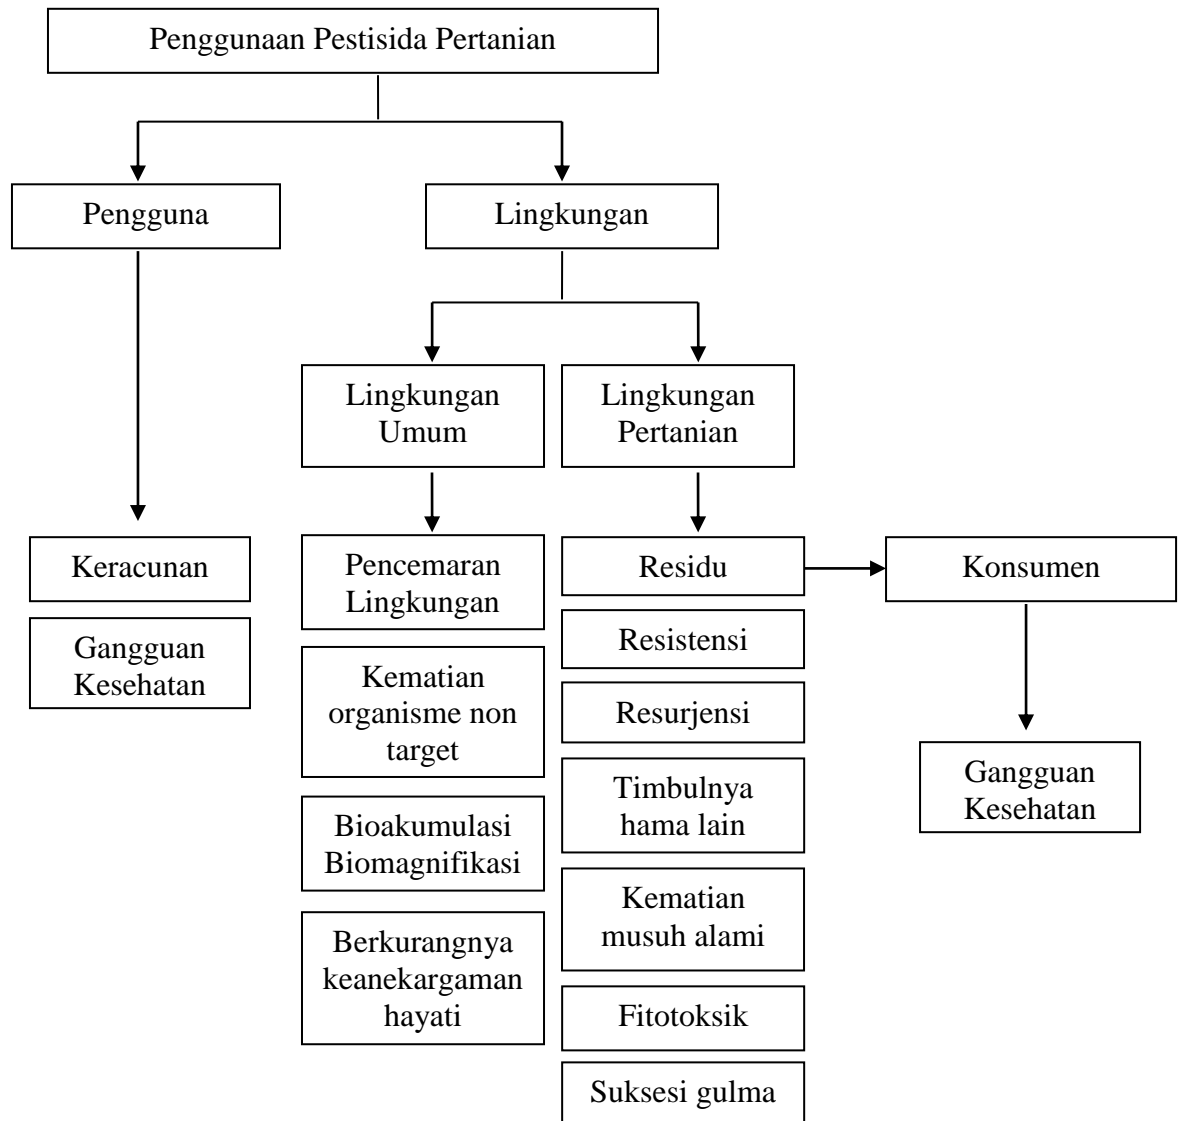 Penggunaan Pestisida Pertanian
Pengguna
Lingkungan
Lingkungan
Umum
Lingkungan
Pertanian
Keracunan
Gangguan
Kesehatan
Pencemaran
Lingkungan
Kematian
organisme non
target
Bioakumulasi
Biomagnifikasi
Berkurangnya
keanekargaman
hayati
Residu
Resistensi
Resurjensi
Timbulnya
hama lain
Kematian
musuh alami
Fitotoksik
Suksesi gulma
Konsumen
Gangguan
Kesehatan